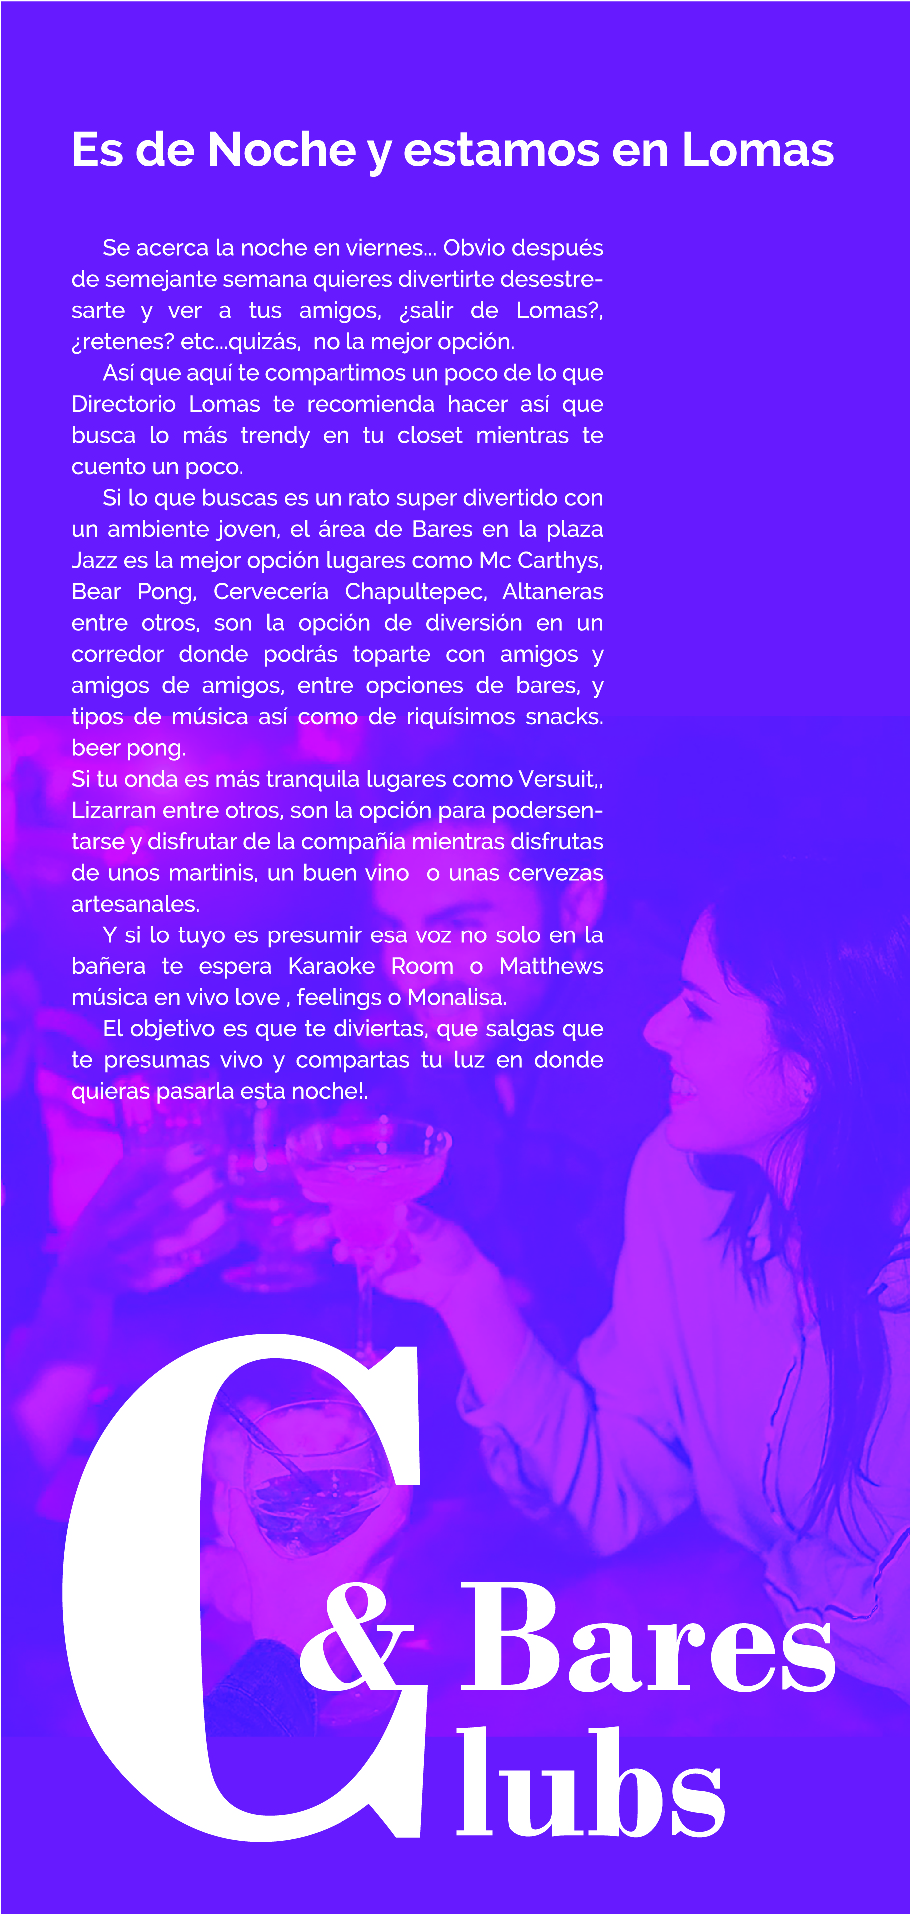 Es de Noche y estamos en Lomas
Se acerca la noche en viernes... Obvio después
de semejante semana quieres divertirte desestre-
sarte y ver a tus amigos, ¿salir de Lomas?,
¿retenes? etc...quizás,  no la mejor opción.
Así que aquí te compartimos un poco de lo que
Directorio Lomas te recomienda hacer así que
busca lo más trendy en tu closet mientras te
cuento un poco.
Si lo que buscas es un rato super divertido con
un ambiente joven, el área de Bares en la plaza
Jazz es la mejor opción lugares como Mc Carthys,
Bear Pong, Cervecería Chapultepec, Altaneras
entre otros, son la opción de diversión en un
corredor donde podrás toparte con amigos y
amigos de amigos, entre opciones de bares, y
tipos de música así como de riquísimos snacks.
beer pong.
Si tu onda es más tranquila lugares como Versuit,,
Lizarran entre otros, son la opción para podersen-
tarse y disfrutar de la compañía mientras disfrutas
de unos martinis, un buen vino  o unas cervezas
artesanales.
Y si lo tuyo es presumir esa voz no solo en la
bañera te espera Karaoke Room o Matthews
música en vivo love , feelings o Monalisa.
El objetivo es que te diviertas, que salgas que
te presumas vivo y compartas tu luz en donde
quieras pasarla esta noche!.
& Bares
Clubs